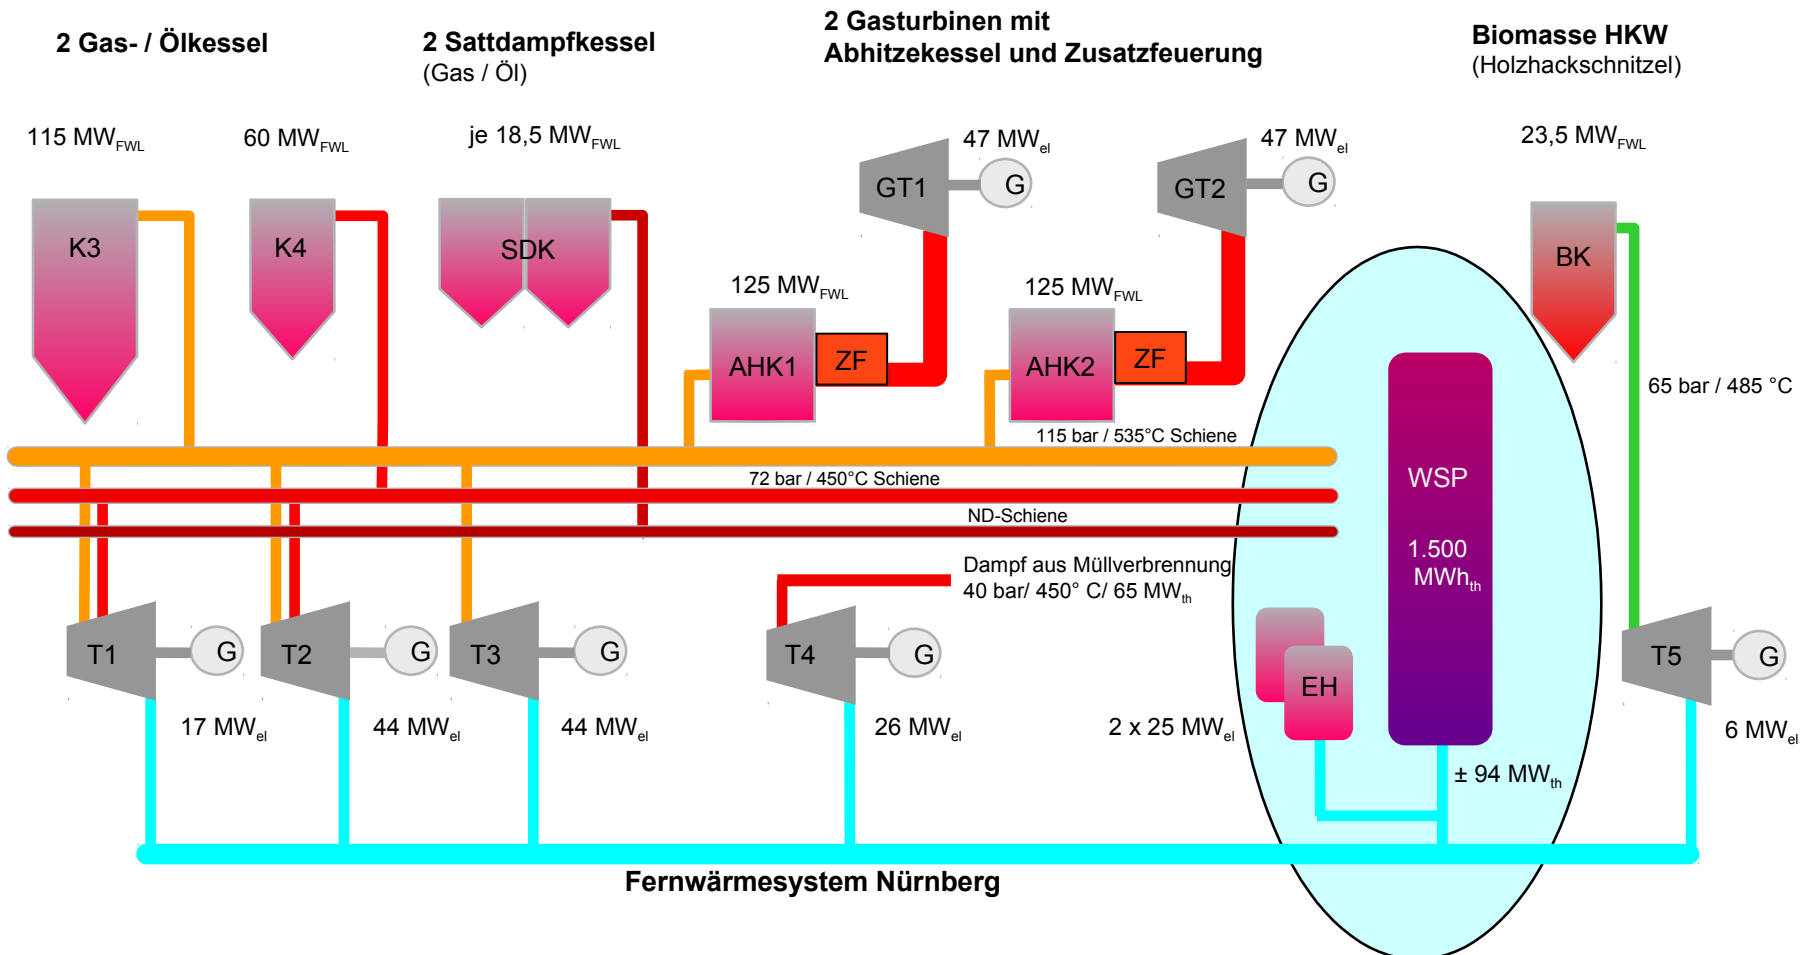 2 Gas- / Ölkessel
2 Sattdampfkessel
(Gas / Öl)
2 Gasturbinen mit
Abhitzekessel und Zusatzfeuerung
Biomasse HKW
(Holzhackschnitzel)
115 MWFWL
60 MWFWL
je 18,5 MWFWL
47 MWel
47 MWel
23,5 MWFWL
GT1
G
GT2
G
K3
K4
SDK
BK
125 MWFWL
125 MWFWL
AHK1
ZF
AHK2
ZF
65 bar / 485 °C
115 bar / 535°C Schiene
72 bar / 450°C Schiene
ND-Schiene
WSP
1.500
MWhth
Dampf aus Müllverbrennung
40 bar/ 450° C/ 65 MWth
T1
G
T2
G
T3
G
T4
G
EH
T5
G
17 MWel
44 MWel
44 MWel
26 MWel
2 x 25 MWel
6 MWel
± 94 MWth
Fernwärmesystem Nürnberg